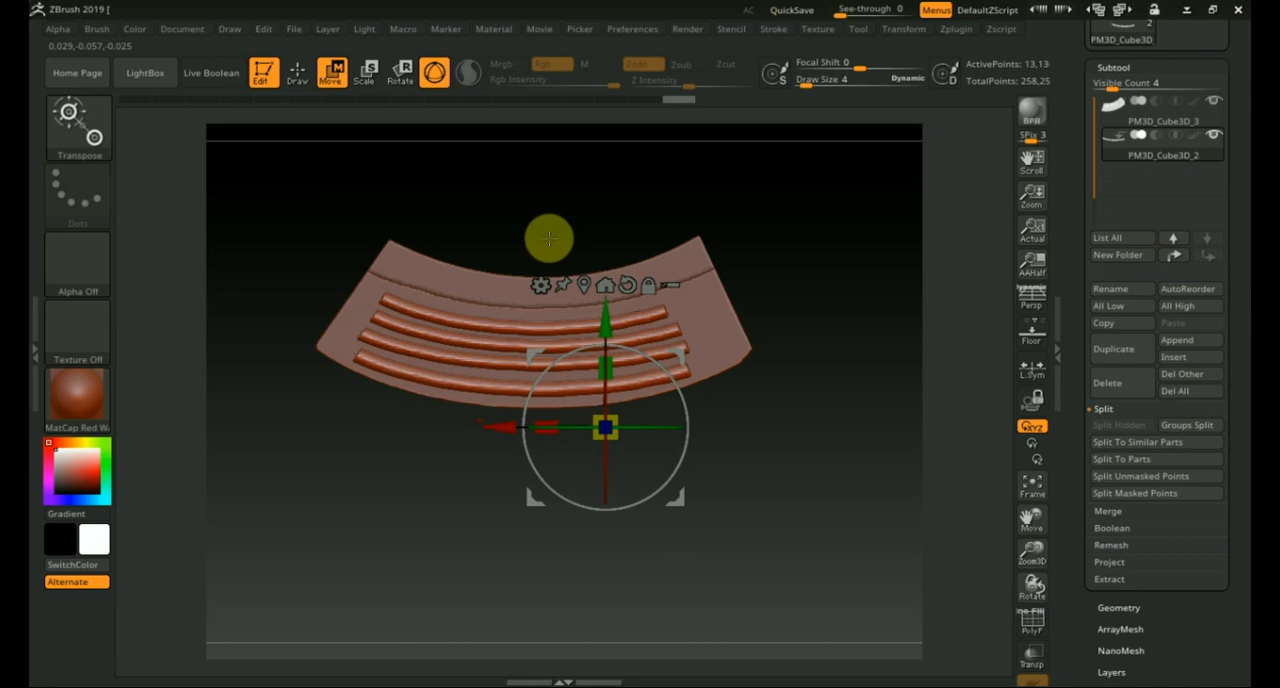 ZBrush 2019 [
AC QuickSave See-through 0 Menus DefaultZScript
Alpha Brush Color Document Draw Edit File Layer Light Macro Marker Material Movie Picker Preferences Render Stencil Stroke Texture Tool Transform Zplugin Zscript
0.029,-0.057,-0.025
Home Page LightBox Live Boolean Edit Draw Move Scale Rotate
Mrgb Rgb M Zadd Zsub Zcut
Rgb Intensity Z Intensity
Focal Shift 0
Draw Size 4 Dynamic
ActivePoints: 13,13
TotalPoints: 258,25
S
D
Transpose
Dots
Alpha Off
Texture Off
MatCap Red W
Gradient
SwitchColor
Alternate
BPR
SPix 3
Scroll
Zoom
Actual
AAHalf
Dynamic
Persp
Floor
L.Sym
XYZ
Y
Z
Frame
Move
Zoom3D
Rotate
PolyF
Transp
2
PM3D_Cube3D_
Subtool
Visible Count 4
PM3D_Cube3D_3
PM3D_Cube3D_2
List All
New Folder
Rename AutoReorder
All Low All High
Copy Paste
Duplicate Append
Insert
Delete Del Other
Del All
Split
Split Hidden Groups Split
Split To Similar Parts
Split To Parts
Split Unmasked Points
Split Masked Points
Merge
Boolean
Remesh
Project
Extract
Geometry
ArrayMesh
NanoMesh
Layers